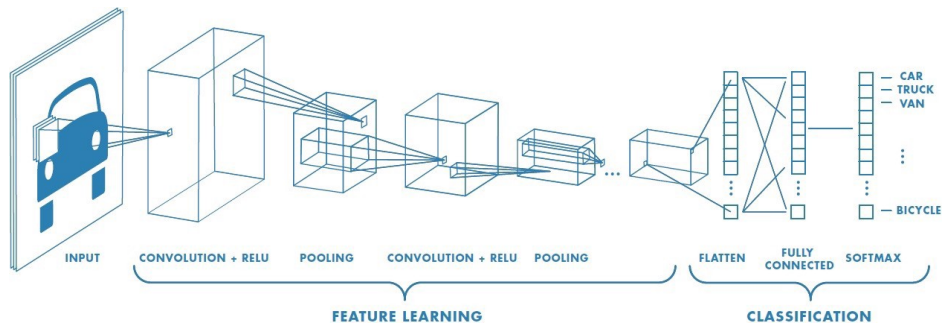 CAR
TRUCK
VAN
BICYCLE
INPUT
CONVOLUTION + RELU
POOLING
CONVOLUTION + RELU
POOLING
FLATTEN
FULLY
CONNECTED
SOFTMAX
FEATURE LEARNING
CLASSIFICATION